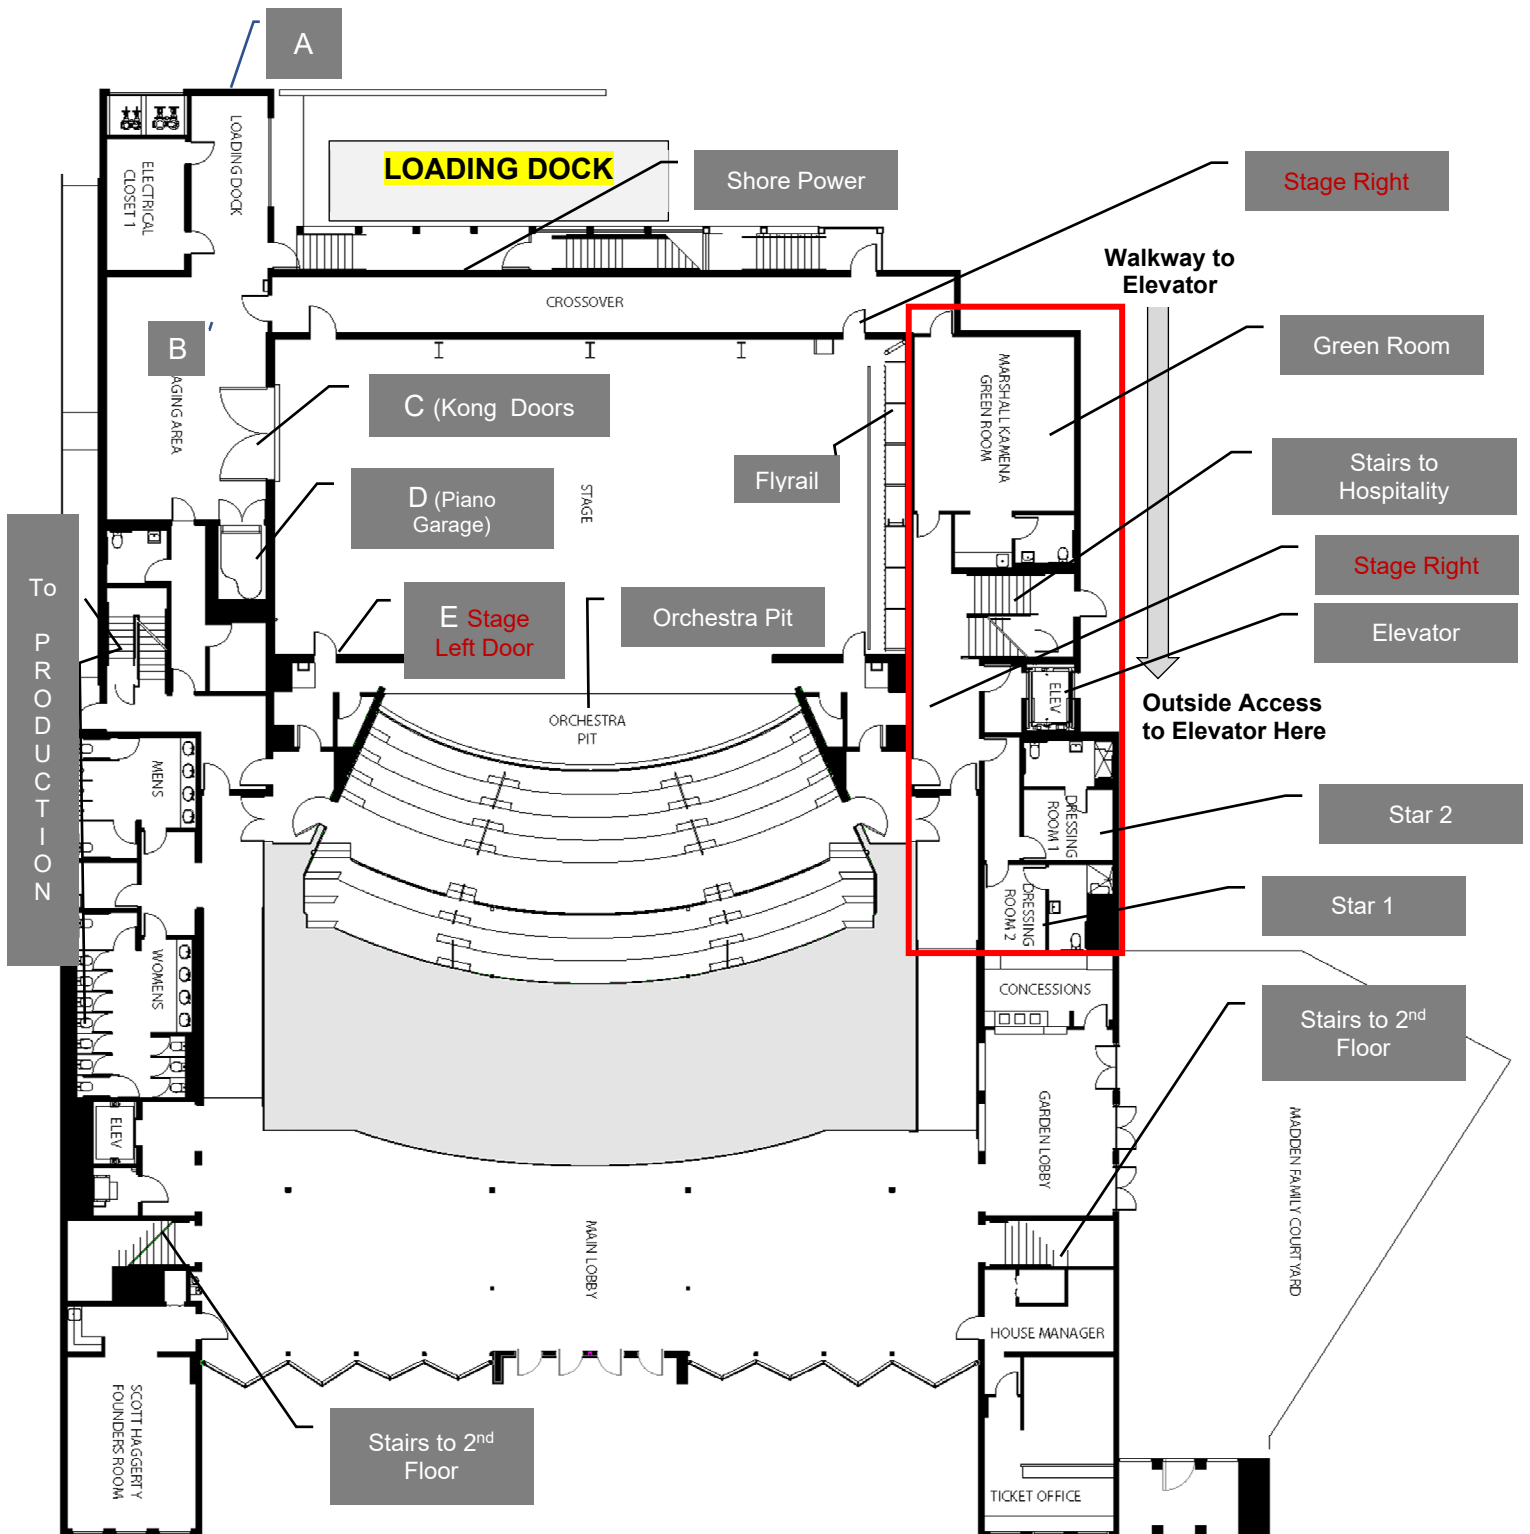 A
LOADING DOCK
ELECTRICAL
CLOSET 1
LOADING DOCK
Shore Power
Stage Right
Walkway to
Elevator
CROSSOVER
B
AGING AREA
C (Kong Doors
Green Room
MARSHALL KAMENA
GREEN ROOM
Flyrail
STAGE
D (Piano
Garage)
Stairs to
Hospitality
Stage Right
To
PRODUCTION
E Stage
Left Door
Orchestra Pit
Elevator
ELEV
Outside Access
to Elevator Here
ORCHESTRA
PIT
MENS
DRESSING
ROOM 1
Star 2
DRESSING
ROOM 2
Star 1
WOMENS
CONCESSIONS
Stairs to 2nd
Floor
ELEV
GARDEN LOBBY
MADDEN FAMILY COURTYARD
MAIN LOBBY
HOUSE MANAGER
SCOTT HAGGERTY
FOUNDERS ROOM
Stairs to 2nd
Floor
TICKET OFFICE